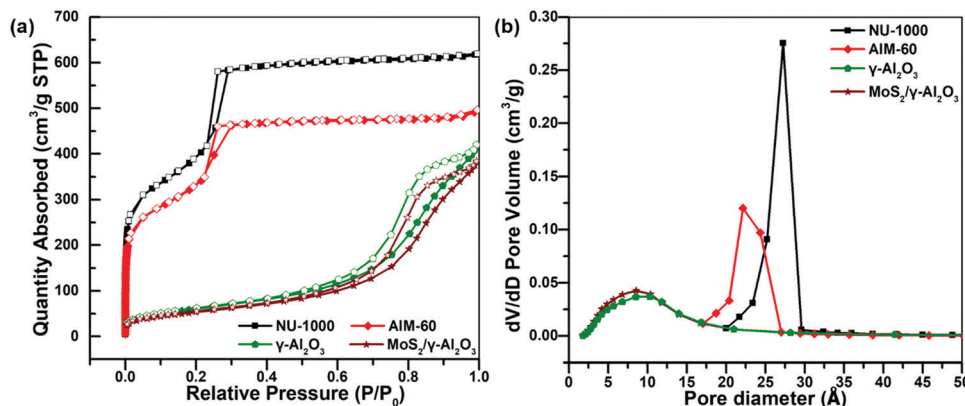 (a)
700
600
500
400
300
200
100
0
Quantity Absorbed (cm³/g STP)
NU-1000 AIM-60
γ-Al₂O₃ MoS₂/γ-Al₂O₃
0.0 0.2 0.4 0.6 0.8 1.0
Relative Pressure (P/P₀)
(b)
0.30
0.25
0.20
0.15
0.10
0.05
0.00
dV/dD Pore Volume (cm³/g)
NU-1000
AIM-60
γ-Al₂O₃
MoS₂/γ-Al₂O₃
0 5 10 15 20 25 30 35 40 45 50
Pore diameter (Å)